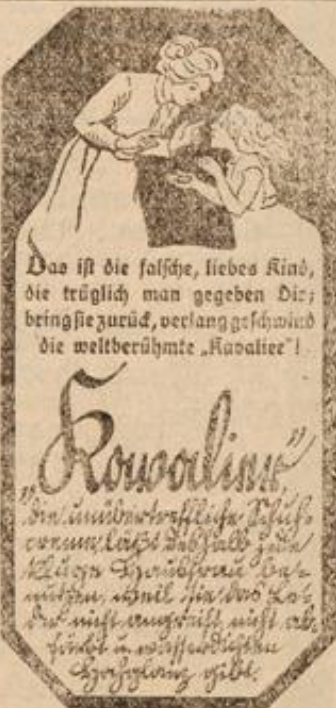 Das ist die falsche, liebes Kind,
die trüglich man gegeben Dir;
bring sie zurück, verlang geschwind
die weltberühmte „Kavalier“!
„Kavalier“
die unübertreffliche Schuh-
creme, läßt deshalb jede
kluge Hausfrau be-
nützen, weil sie das Le-
der nicht angreift, nicht ab-
färbt u. wasserdichten
Hochglanz gibt.